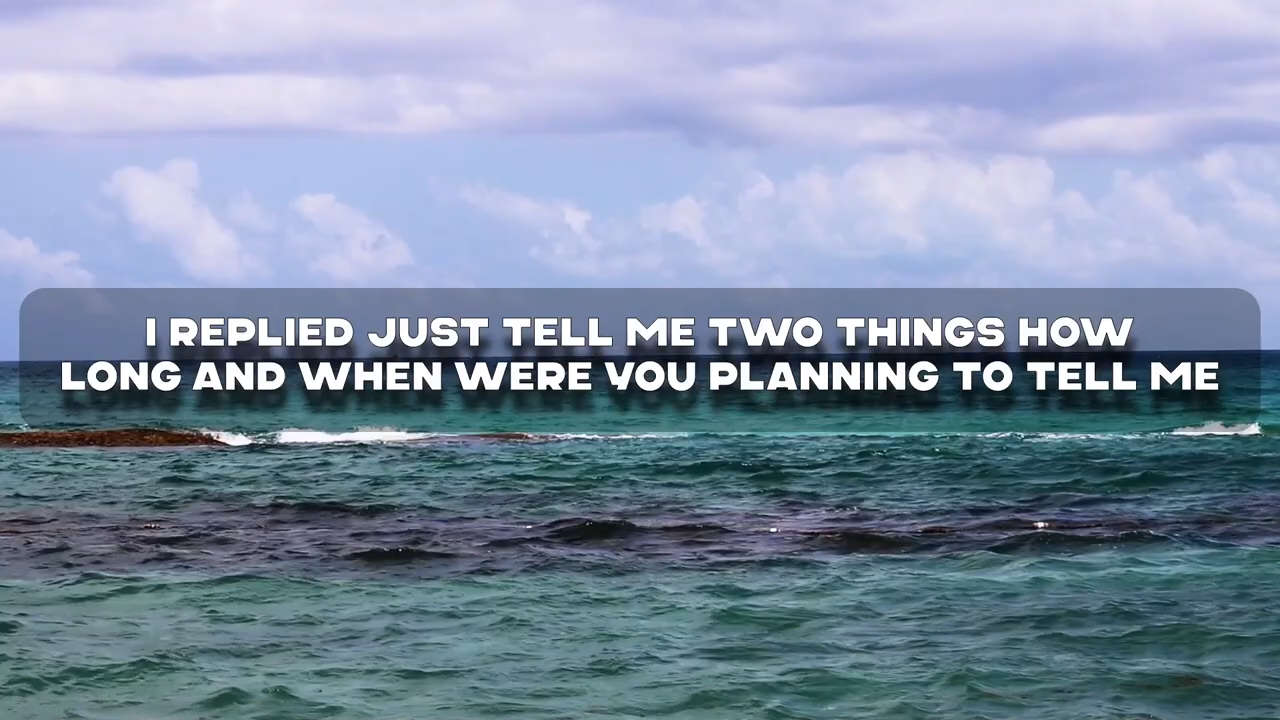 I REPLIED JUST TELL ME TWO THINGS HOW
LONG AND WHEN WERE YOU PLANNING TO TELL ME